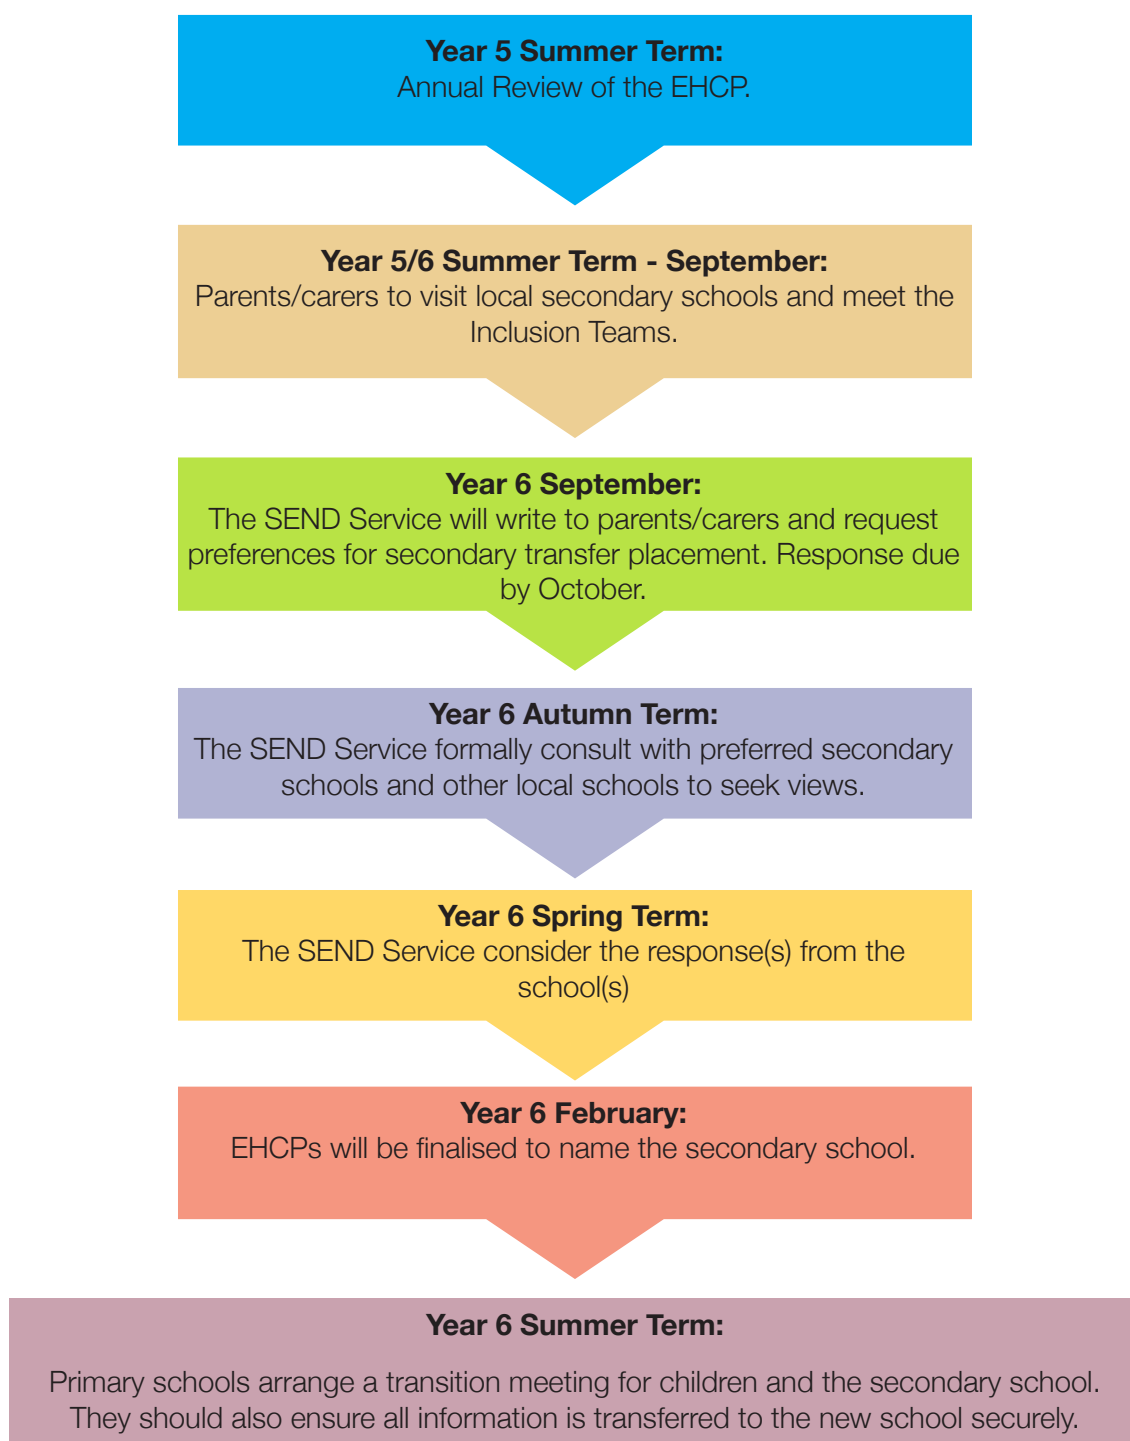 Year 5 Summer Term:
Annual Review of the EHCP.
Year 5/6 Summer Term - September:
Parents/carers to visit local secondary schools and meet the
Inclusion Teams.
Year 6 September:
The SEND Service will write to parents/carers and request
preferences for secondary transfer placement. Response due
by October.
Year 6 Autumn Term:
The SEND Service formally consult with preferred secondary
schools and other local schools to seek views.
Year 6 Spring Term:
The SEND Service consider the response(s) from the
school(s)
Year 6 February:
EHCPs will be finalised to name the secondary school.
Year 6 Summer Term:
Primary schools arrange a transition meeting for children and the secondary school.
They should also ensure all information is transferred to the new school securely.